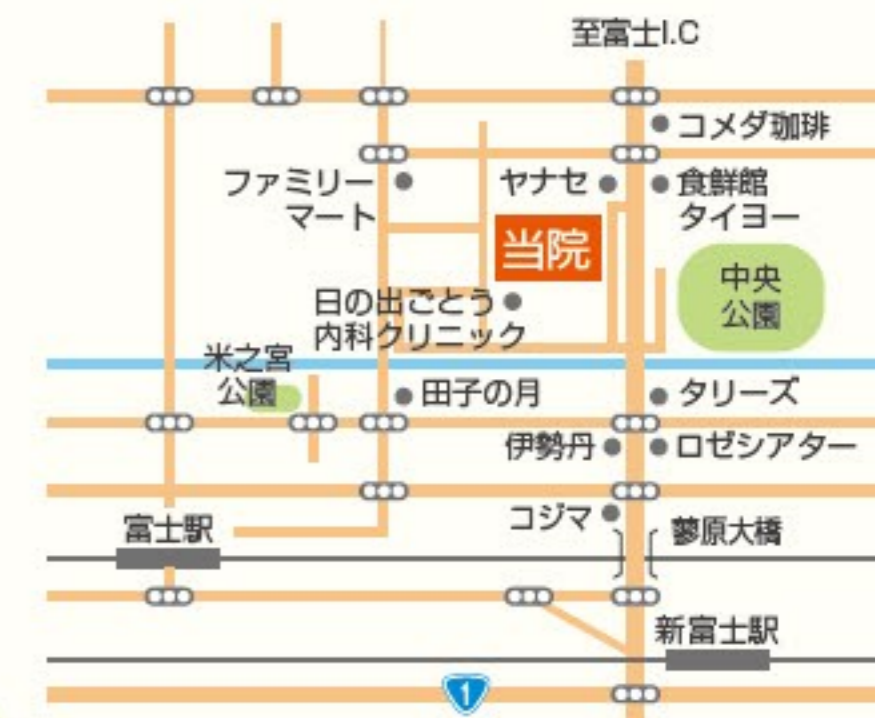 至富士I.C
コメダ珈琲
ファミリー
マート
ヤナセ
食鮮館
タイヨー
当院
中央
公園
日の出ごとう
内科クリニック
米之宮
公園
田子の月
タリーズ
伊勢丹
ロゼシアター
コジマ
富士駅
蓼原大橋
新富士駅
1